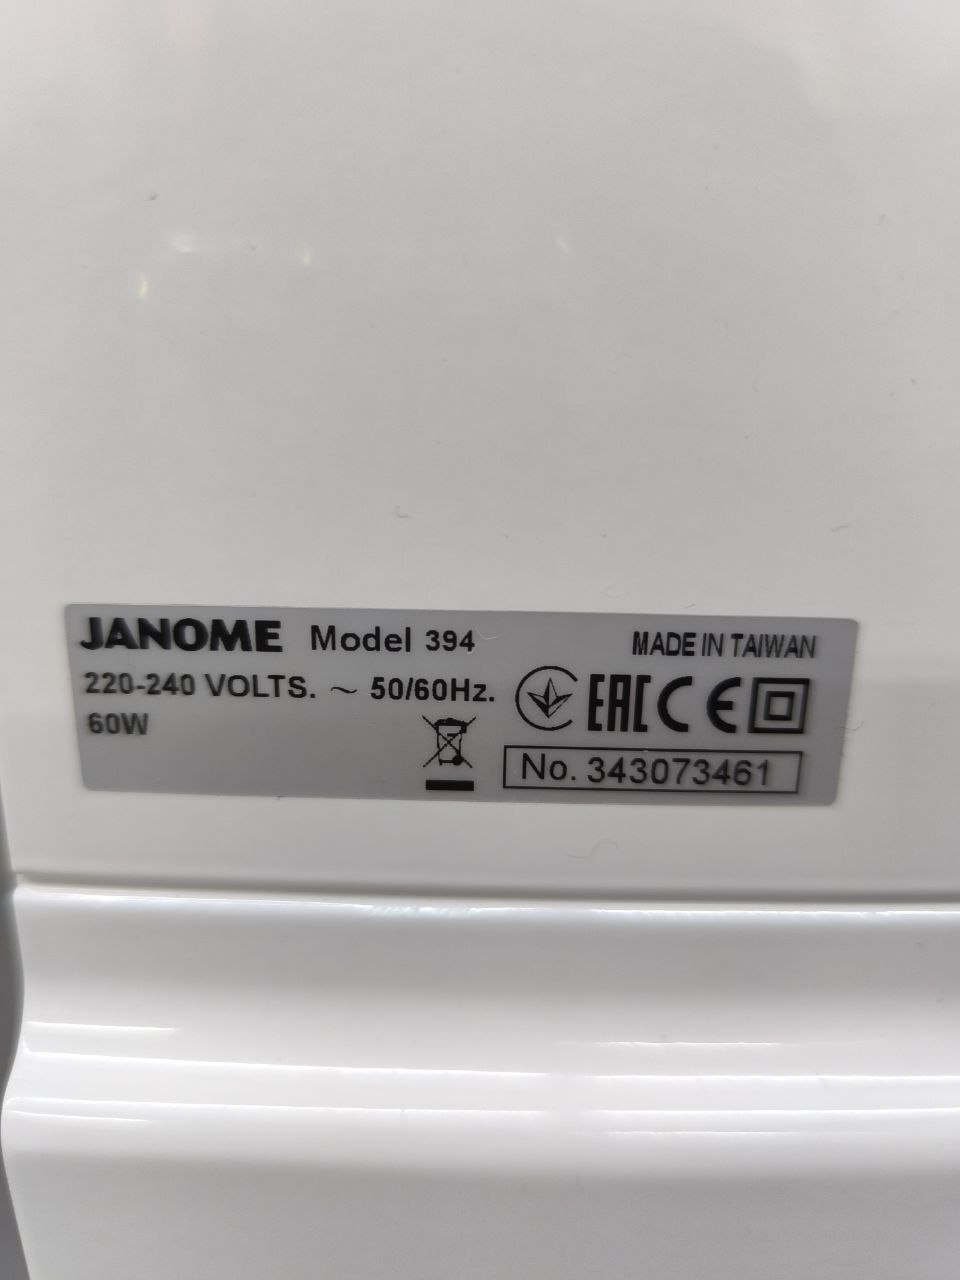 JANOME Model 394 MADE IN TAIWAN
220-240 VOLTS. ~ 50/60Hz. EAC CE
60W
No. 343073461